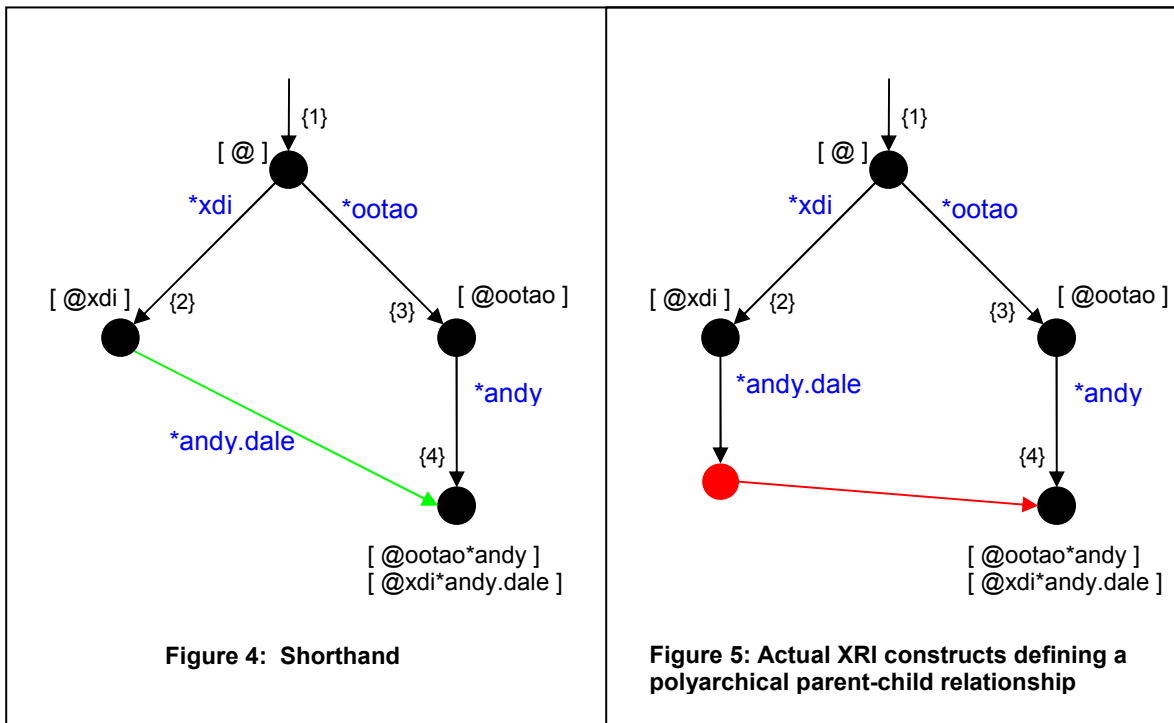 {1}
[ @ ]
*xdi
*ootao
[ @xdi ]
{2}
{3}
[ @ootao ]
*andy
*andy.dale
{4}
[ @ootao*andy ]
[ @xdi*andy.dale ]
Figure 4: Shorthand
{1}
[ @ ]
*xdi
*ootao
[ @xdi ]
{2}
{3}
[ @ootao ]
*andy.dale
*andy
{4}
[ @ootao*andy ]
[ @xdi*andy.dale ]
Figure 5: Actual XRI constructs defining a
polyarchical parent-child relationship